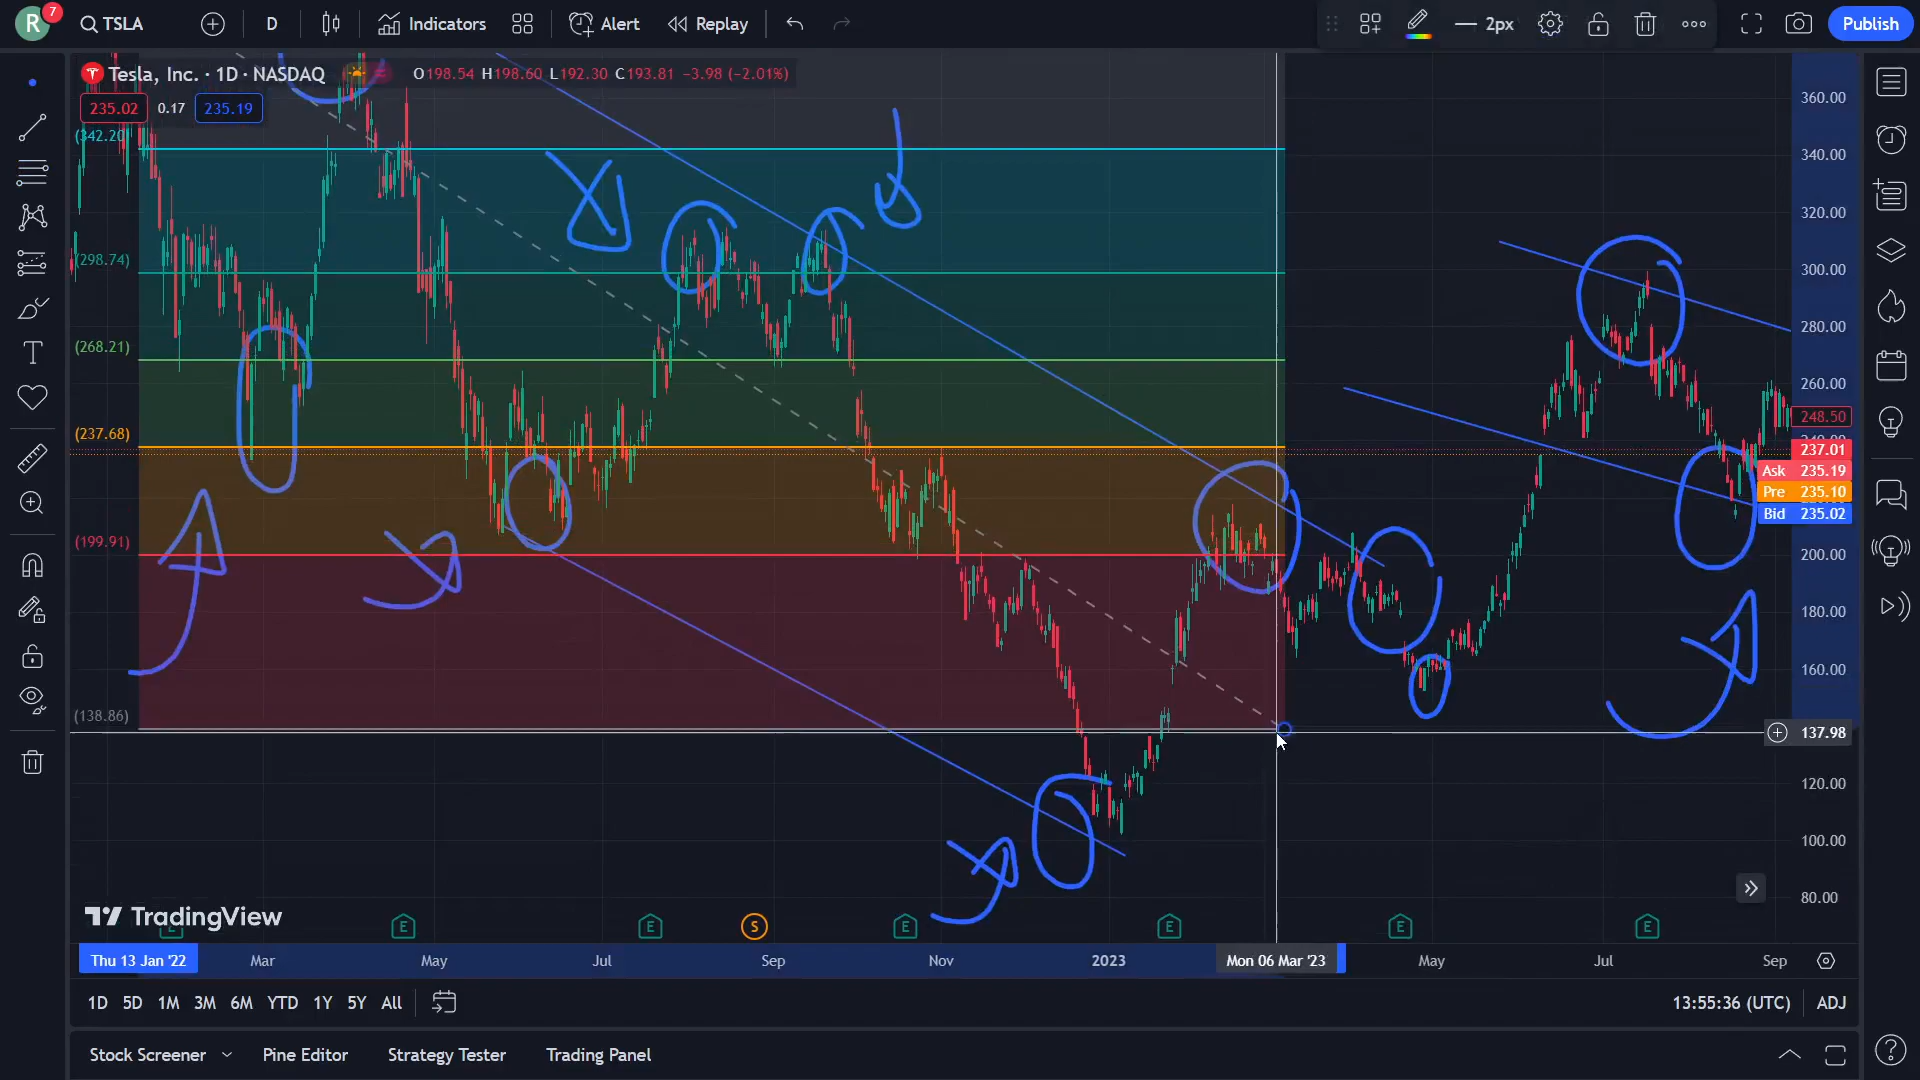 R 7 TSLA D Indicators Alert Replay 2px Publish
Tesla, Inc. · 1D · NASDAQ O198.54 H198.60 L192.30 C193.81 −3.98 (−2.01%)
235.02 0.17 235.19
(342.20)
(298.74)
(268.21)
(237.68)
(199.91)
(138.86)
360.00
340.00
320.00
300.00
280.00
260.00
248.50
237.01
Ask 235.19
Pre 235.10
Bid 235.02
200.00
180.00
160.00
137.98
120.00
100.00
80.00
TradingView
E E E S E E E E
Thu 13 Jan '22 Mar May Jul Sep Nov 2023 Mon 06 Mar '23 May Jul Sep
1D 5D 1M 3M 6M YTD 1Y 5Y All 13:55:36 (UTC) ADJ
Stock Screener Pine Editor Strategy Tester Trading Panel